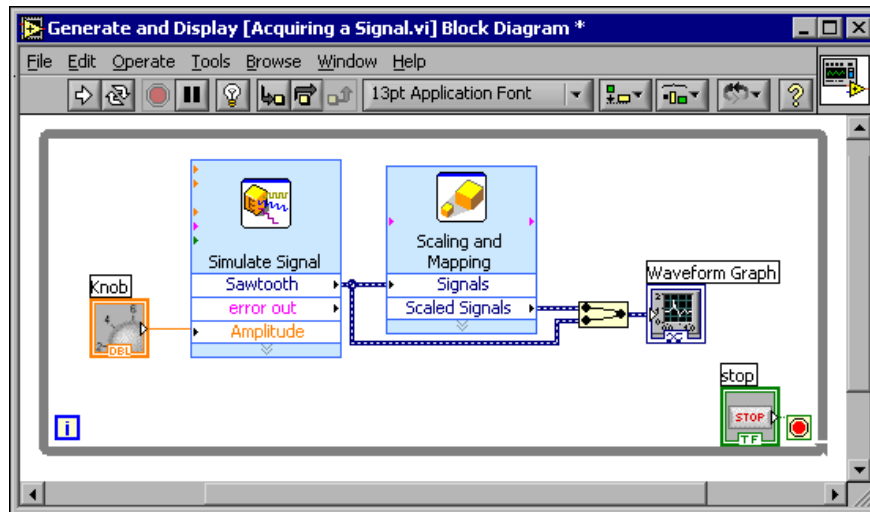 Generate and Display [Acquiring a Signal.vi] Block Diagram *
File Edit Operate Tools Browse Window Help
13pt Application Font
Simulate Signal
Sawtooth
error out
Amplitude
Scaling and
Mapping
Signals
Scaled Signals
Knob
DBL
Waveform Graph
stop
STOP
TF
i